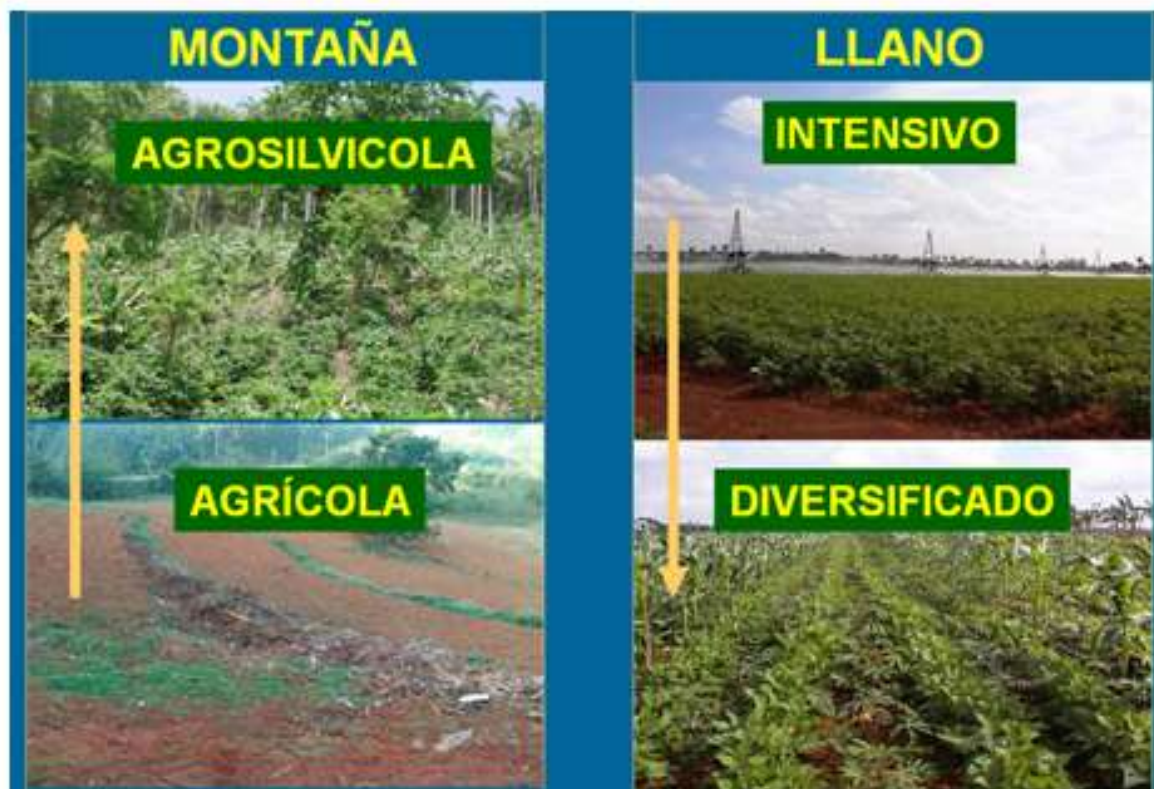 MONTAÑA
AGROSILVICOLA
AGRÍCOLA
LLANO
INTENSIVO
DIVERSIFICADO